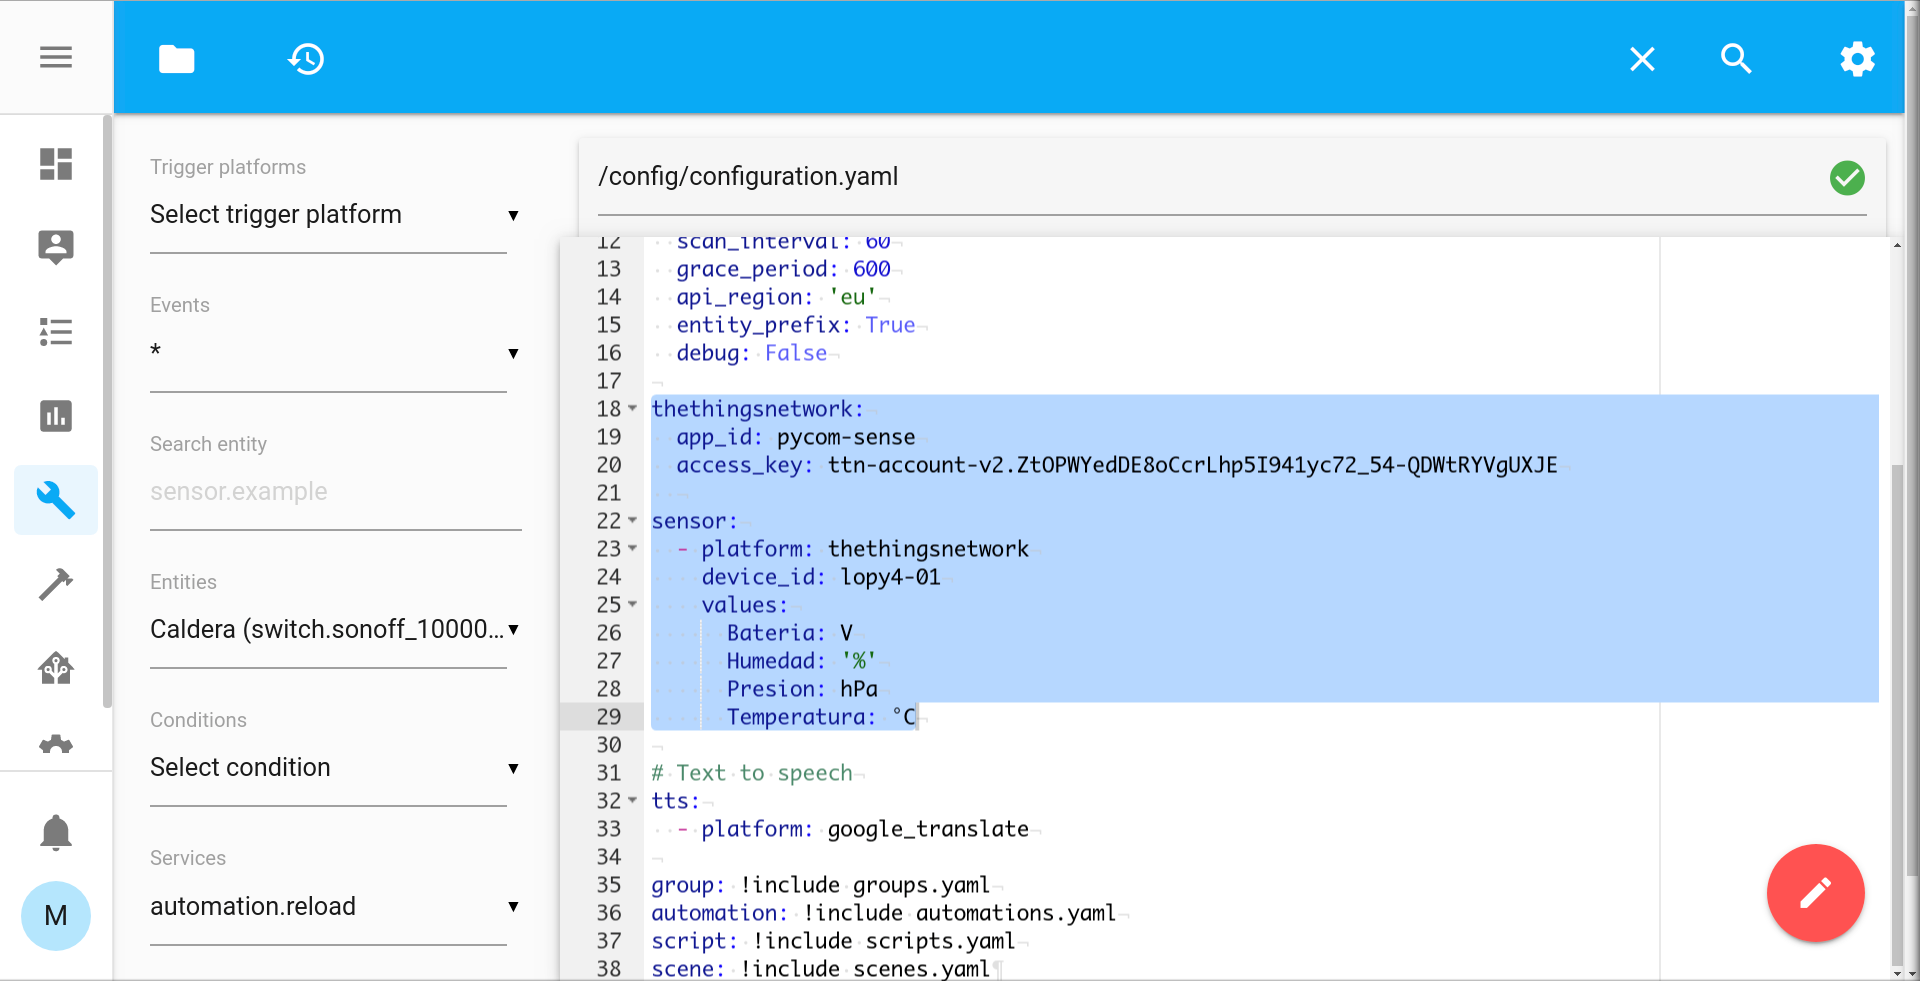 Trigger platforms
Select trigger platform
Events
*
Search entity
sensor.example
Entities
Caldera (switch.sonoff_10000...
Conditions
Select condition
Services
automation.reload
M
/config/configuration.yaml
12 scan_interval: 60
13 grace_period: 600
14 api_region: 'eu'
15 entity_prefix: True
16 debug: False
17
18 thethingsnetwork:
19 app_id: pycom-sense
20 access_key: ttn-account-v2.ZtOPWYedDE8oCcrLhp5I941yc72_54-QDWtRYVgUXJE
21
22 sensor:
23 - platform: thethingsnetwork
24 device_id: lopy4-01
25 values:
26 Bateria: V
27 Humedad: '%'
28 Presion: hPa
29 Temperatura: °C
30
31 # Text to speech
32 tts:
33 - platform: google_translate
34
35 group: !include groups.yaml
36 automation: !include automations.yaml
37 script: !include scripts.yaml
38 scene: !include scenes.yaml